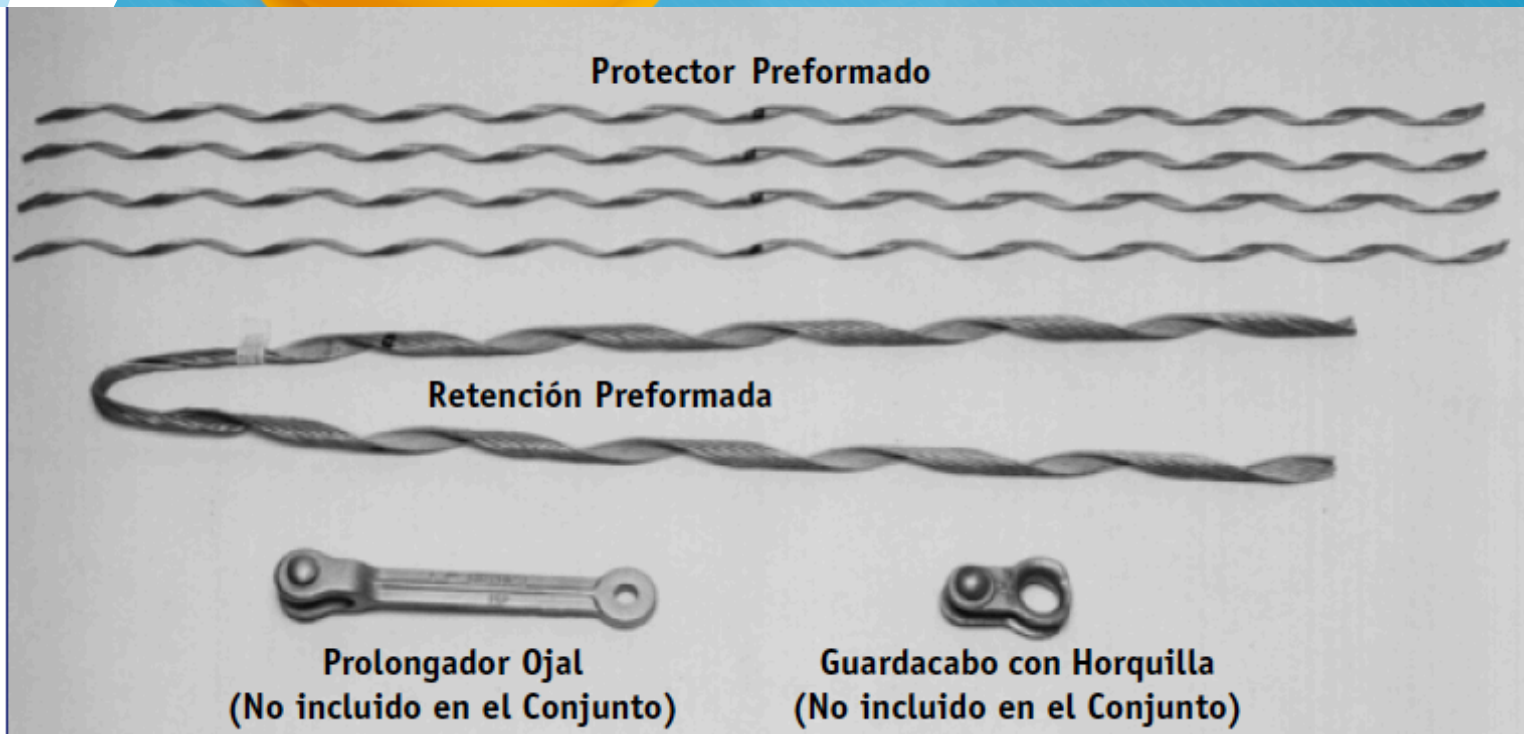 Protector Preformado
Retención Preformada
Prolongador Ojal
(No incluido en el Conjunto)
Guardacabo con Horquilla
(No incluido en el Conjunto)